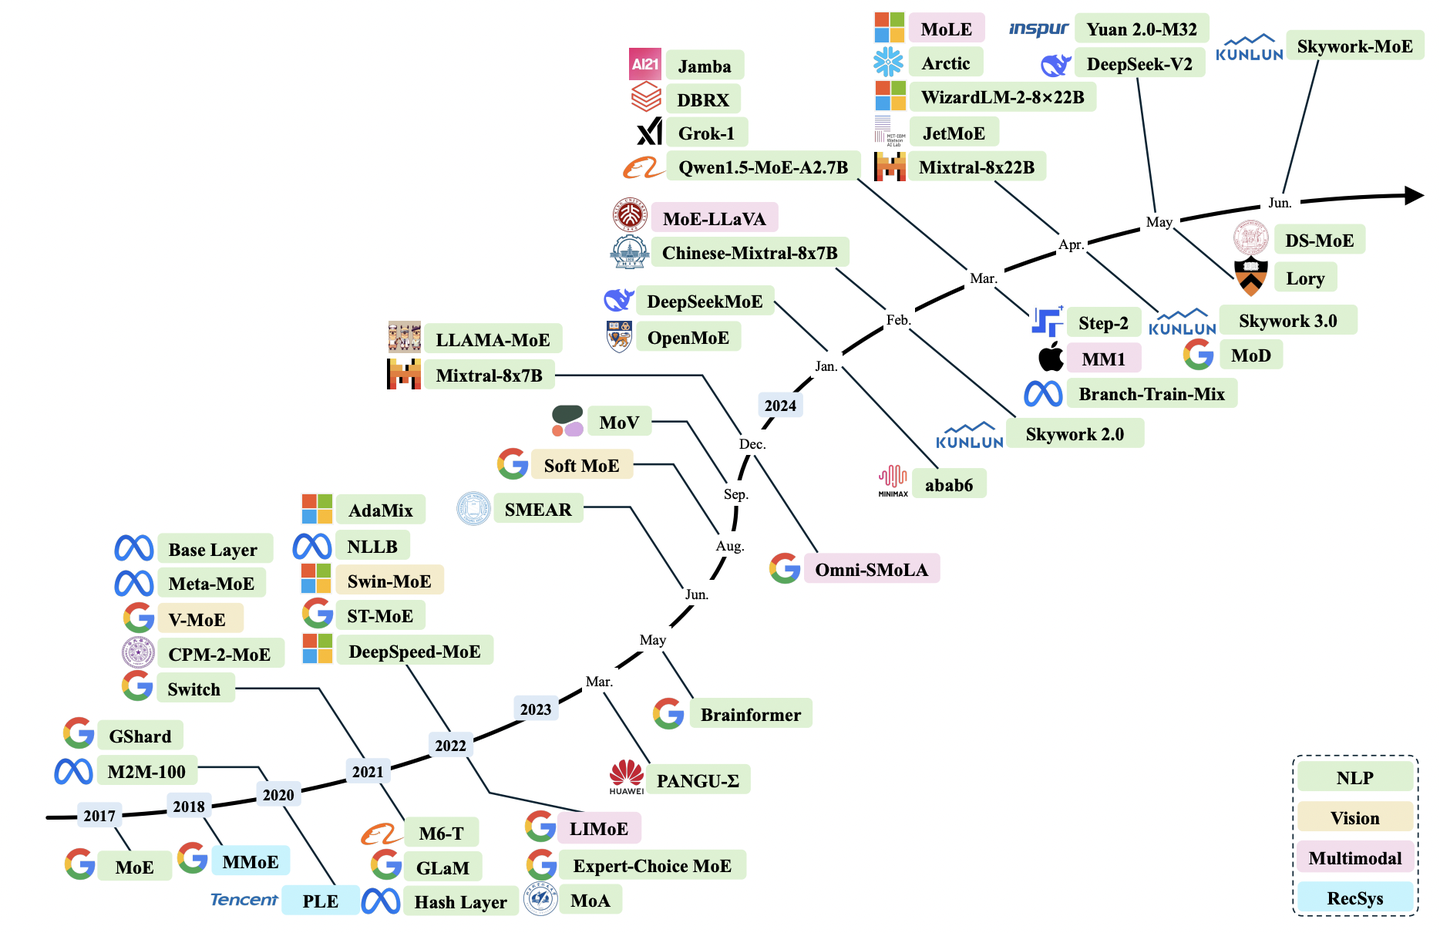 MoLE
inspur
Yuan 2.0-M32
KUNLUN
Skywork-MoE
AI21
Jamba
Arctic
DeepSeek-V2
DBRX
WizardLM-2-8×22B
Grok-1
MIT-IBM
Watson
AI Lab
JetMoE
Qwen1.5-MoE-A2.7B
Mixtral-8x22B
MoE-LLaVA
Jun.
May
Chinese-Mixtral-8x7B
Apr.
DS-MoE
Mar.
Lory
DeepSeekMoE
Feb.
Step-2
KUNLUN
Skywork 3.0
LLAMA-MoE
OpenMoE
MM1
MoD
Mixtral-8x7B
Jan.
Branch-Train-Mix
2024
MoV
KUNLUN
Skywork 2.0
Dec.
Soft MoE
MINIMAX
abab6
Sep.
AdaMix
SMEAR
Base Layer
NLLB
Aug.
Omni-SMoLA
Meta-MoE
Swin-MoE
V-MoE
ST-MoE
Jun.
CPM-2-MoE
DeepSpeed-MoE
May
Switch
Mar.
2023
Brainformer
GShard
2022
M2M-100
2021
HUAWEI
PANGU-Σ
NLP
2020
2018
2017
Vision
M6-T
LIMoE
MoE
MMoE
GLaM
Expert-Choice MoE
Multimodal
Tencent
PLE
Hash Layer
MoA
RecSys